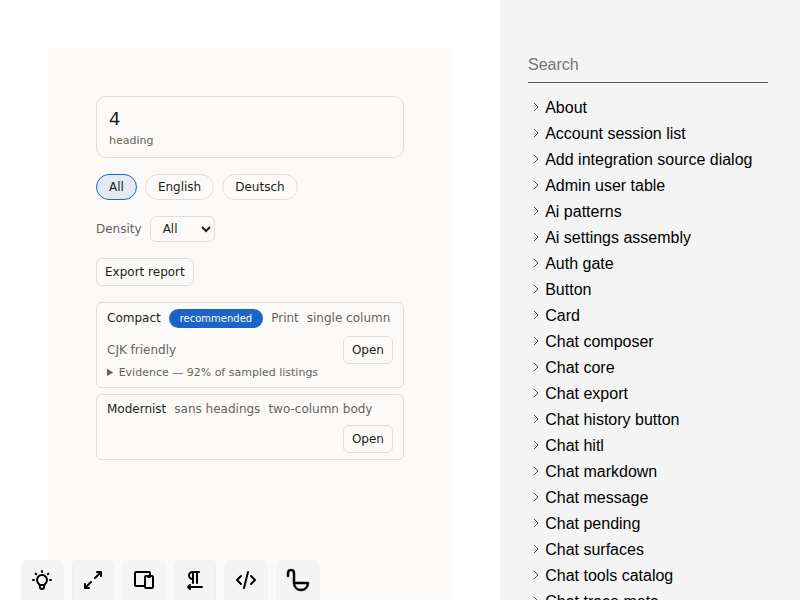 4
heading
All
English
Deutsch
Density
All
Export report
Compact
recommended
Print
single column
CJK friendly
Open
Evidence — 92% of sampled listings
Modernist
sans headings
two-column body
Open
Search
About
Account session list
Add integration source dialog
Admin user table
Ai patterns
Ai settings assembly
Auth gate
Button
Card
Chat composer
Chat core
Chat export
Chat history button
Chat hitl
Chat markdown
Chat message
Chat pending
Chat surfaces
Chat tools catalog
Chat trace meta